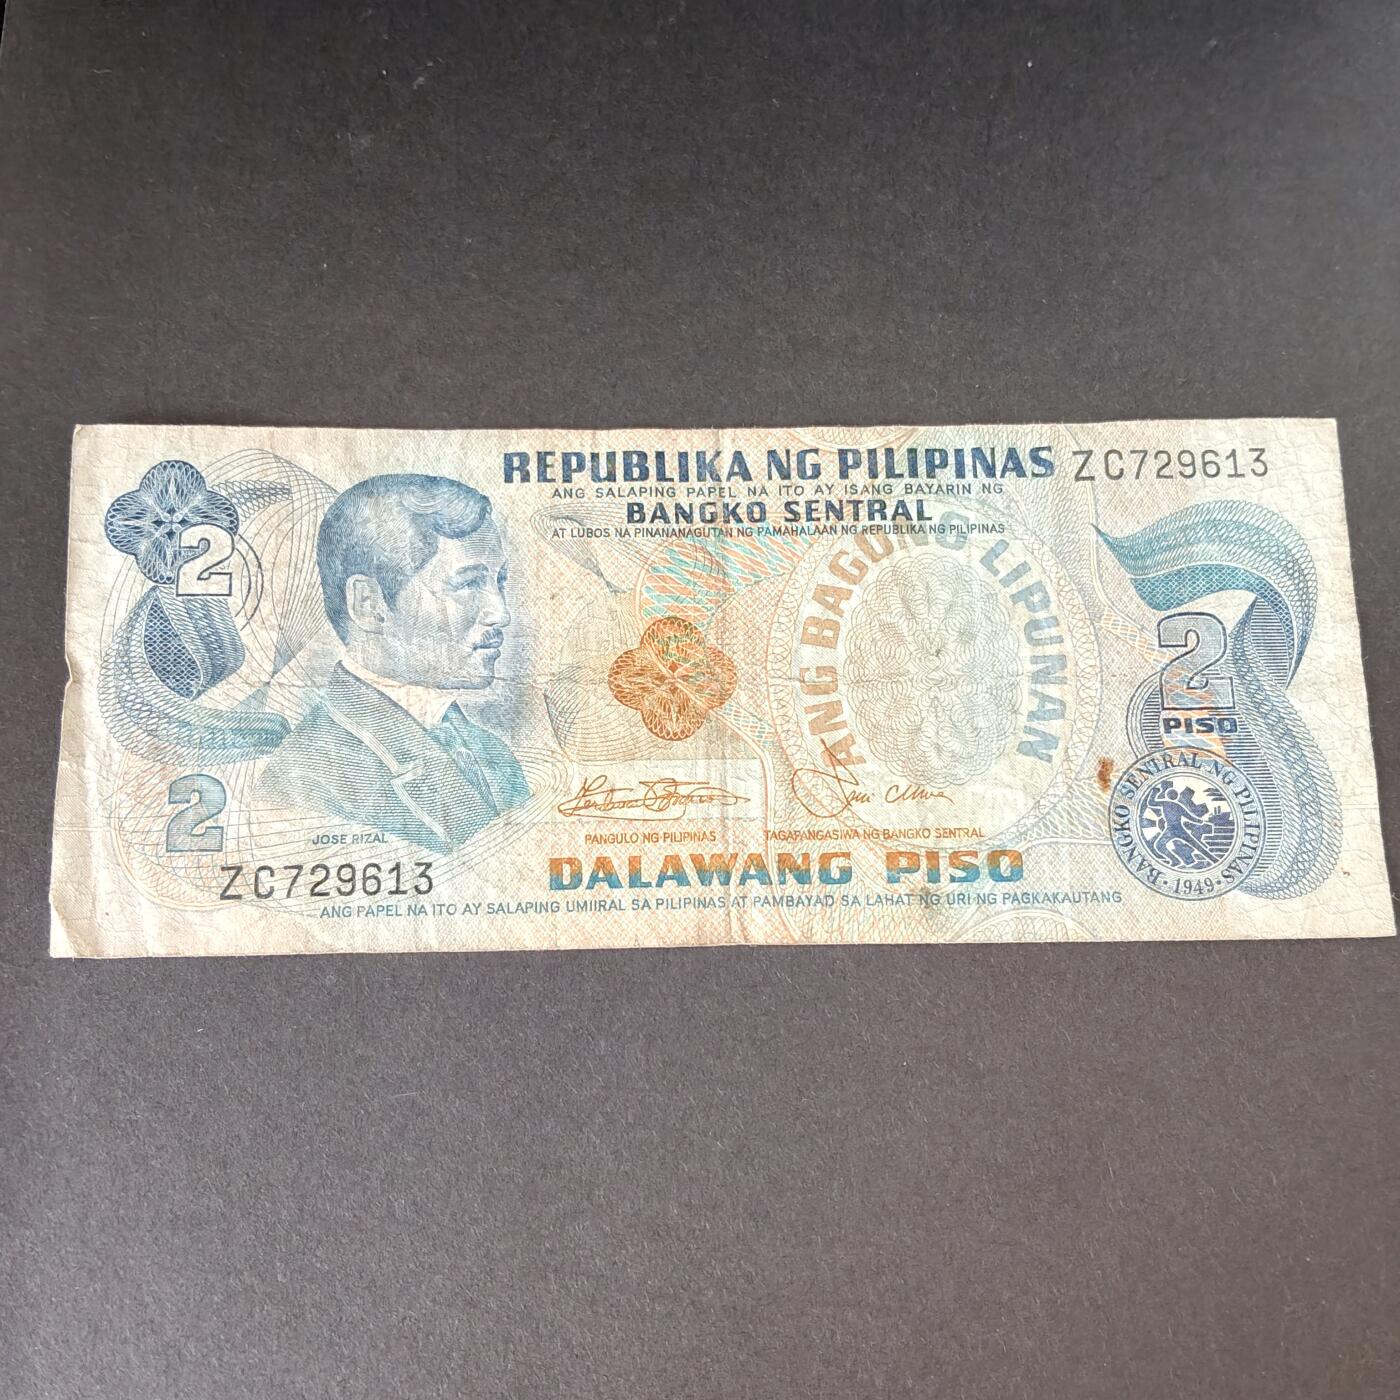 REPUBLIKA NG PILIPINAS ZC729613
ANG SALAPING PAPEL NA ITO AY ISANG BAYARIN NG
BANGKO SENTRAL
AT LUBOS NA PINANANAGUTAN NG PAMAHALAAN NG REPUBLIKA NG PILIPINAS
2
ANG BAGONG LIPUNAN
2
PISO
BANGKO SENTRAL NG PILIPINAS
· 1949 ·
2
JOSE RIZAL
PANGULO NG PILIPINAS
TAGAPANGASIWA NG BANGKO SENTRAL
ZC729613
DALAWANG PISO
ANG PAPEL NA ITO AY SALAPING UMIIRAL SA PILIPINAS AT PAMBAYAD SA LAHAT NG URI NG PAGKAKAUTANG